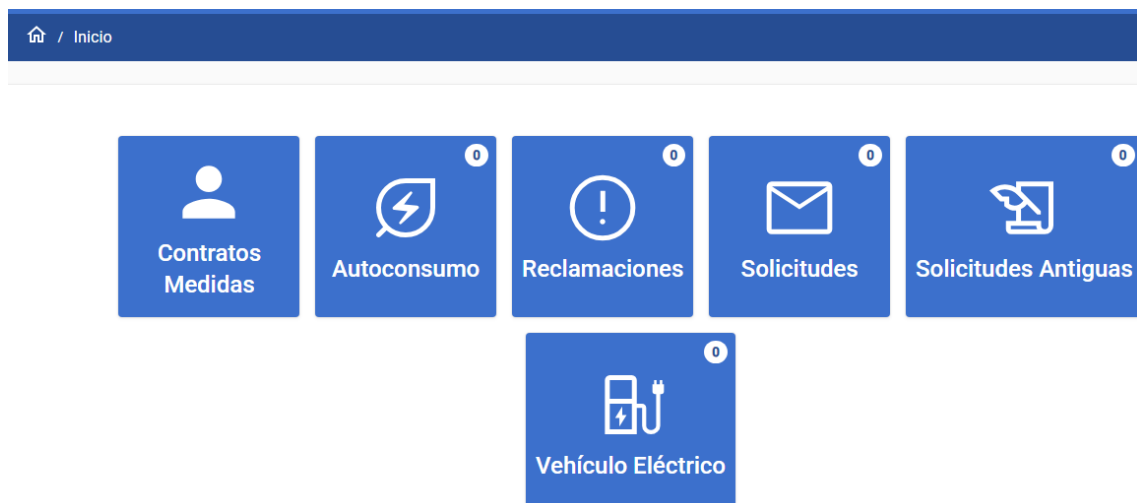 / Inicio
Contratos
Medidas
0
Autoconsumo
0
Reclamaciones
0
Solicitudes
0
Solicitudes Antiguas
0
Vehículo Eléctrico